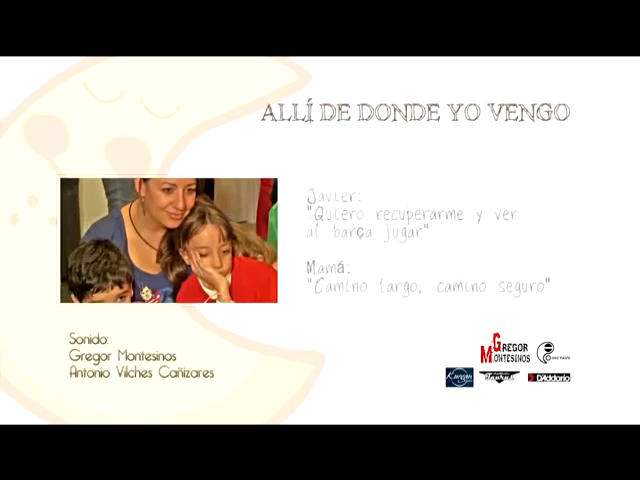 ALLÍ DE DONDE YO VENGO
Javier:
"Quiero recuperarme y ver
al barça jugar"
Mamá:
"Camino largo, camino seguro"
Sonido:
Gregor Montesinos
Antonio Vilches Cañizares
GREGOR
MONTESINOS
D'Addario